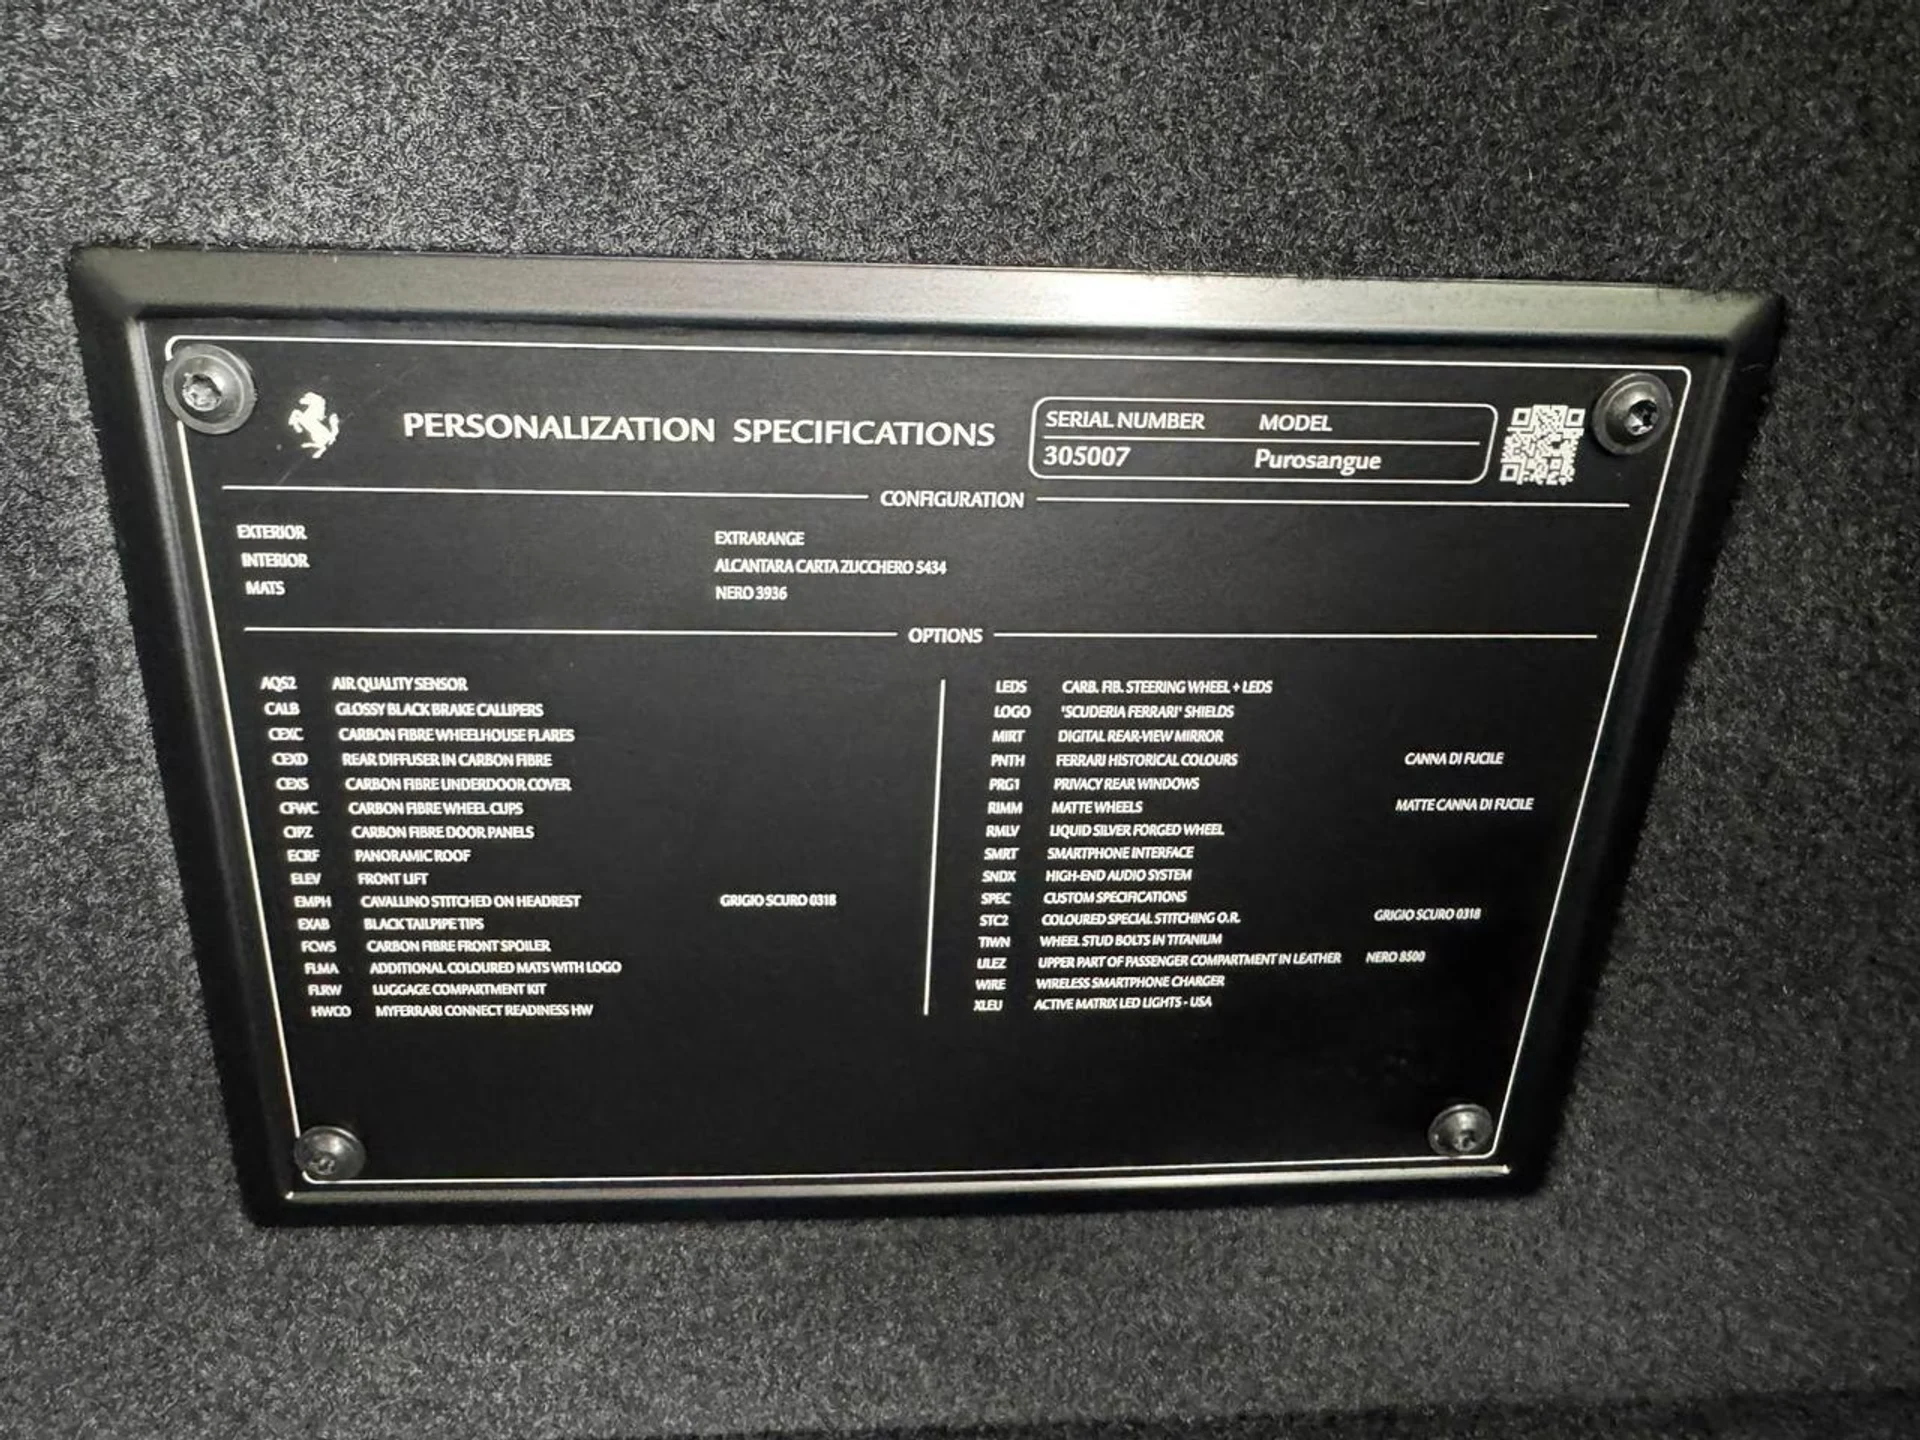 PERSONALIZATION SPECIFICATIONS
SERIAL NUMBER MODEL
305007 Purosangue
CONFIGURATION
EXTERIOR EXTRARANGE
INTERIOR ALCANTARA CARTA ZUCCHERO 5434
MATS NERO 3936
OPTIONS
AQS2 AIR QUALITY SENSOR
CALB GLOSSY BLACK BRAKE CALLIPERS
CEXC CARBON FIBRE WHEELHOUSE FLARES
CEXD REAR DIFFUSER IN CARBON FIBRE
CEXS CARBON FIBRE UNDERDOOR COVER
CFWC CARBON FIBRE WHEEL CUPS
CIPZ CARBON FIBRE DOOR PANELS
ECRF PANORAMIC ROOF
ELEV FRONT LIFT
EMPH CAVALLINO STITCHED ON HEADREST GRIGIO SCURO 0318
EXAB BLACK TAILPIPE TIPS
FCWS CARBON FIBRE FRONT SPOILER
FLMA ADDITIONAL COLOURED MATS WITH LOGO
FLRW LUGGAGE COMPARTMENT KIT
HWCO MYFERRARI CONNECT READINESS HW
LEDS CARB. FIB. STEERING WHEEL + LEDS
LOGO 'SCUDERIA FERRARI' SHIELDS
MIRT DIGITAL REAR-VIEW MIRROR
PNTH FERRARI HISTORICAL COLOURS CANNA DI FUCILE
PRG1 PRIVACY REAR WINDOWS
RIMM MATTE WHEELS MATTE CANNA DI FUCILE
RMLV LIQUID SILVER FORGED WHEEL
SMRT SMARTPHONE INTERFACE
SNDX HIGH-END AUDIO SYSTEM
SPEC CUSTOM SPECIFICATIONS
STC2 COLOURED SPECIAL STITCHING O.R. GRIGIO SCURO 0318
TIWN WHEEL STUD BOLTS IN TITANIUM
ULEZ UPPER PART OF PASSENGER COMPARTMENT IN LEATHER NERO 8500
WIRE WIRELESS SMARTPHONE CHARGER
XLEU ACTIVE MATRIX LED LIGHTS - USA